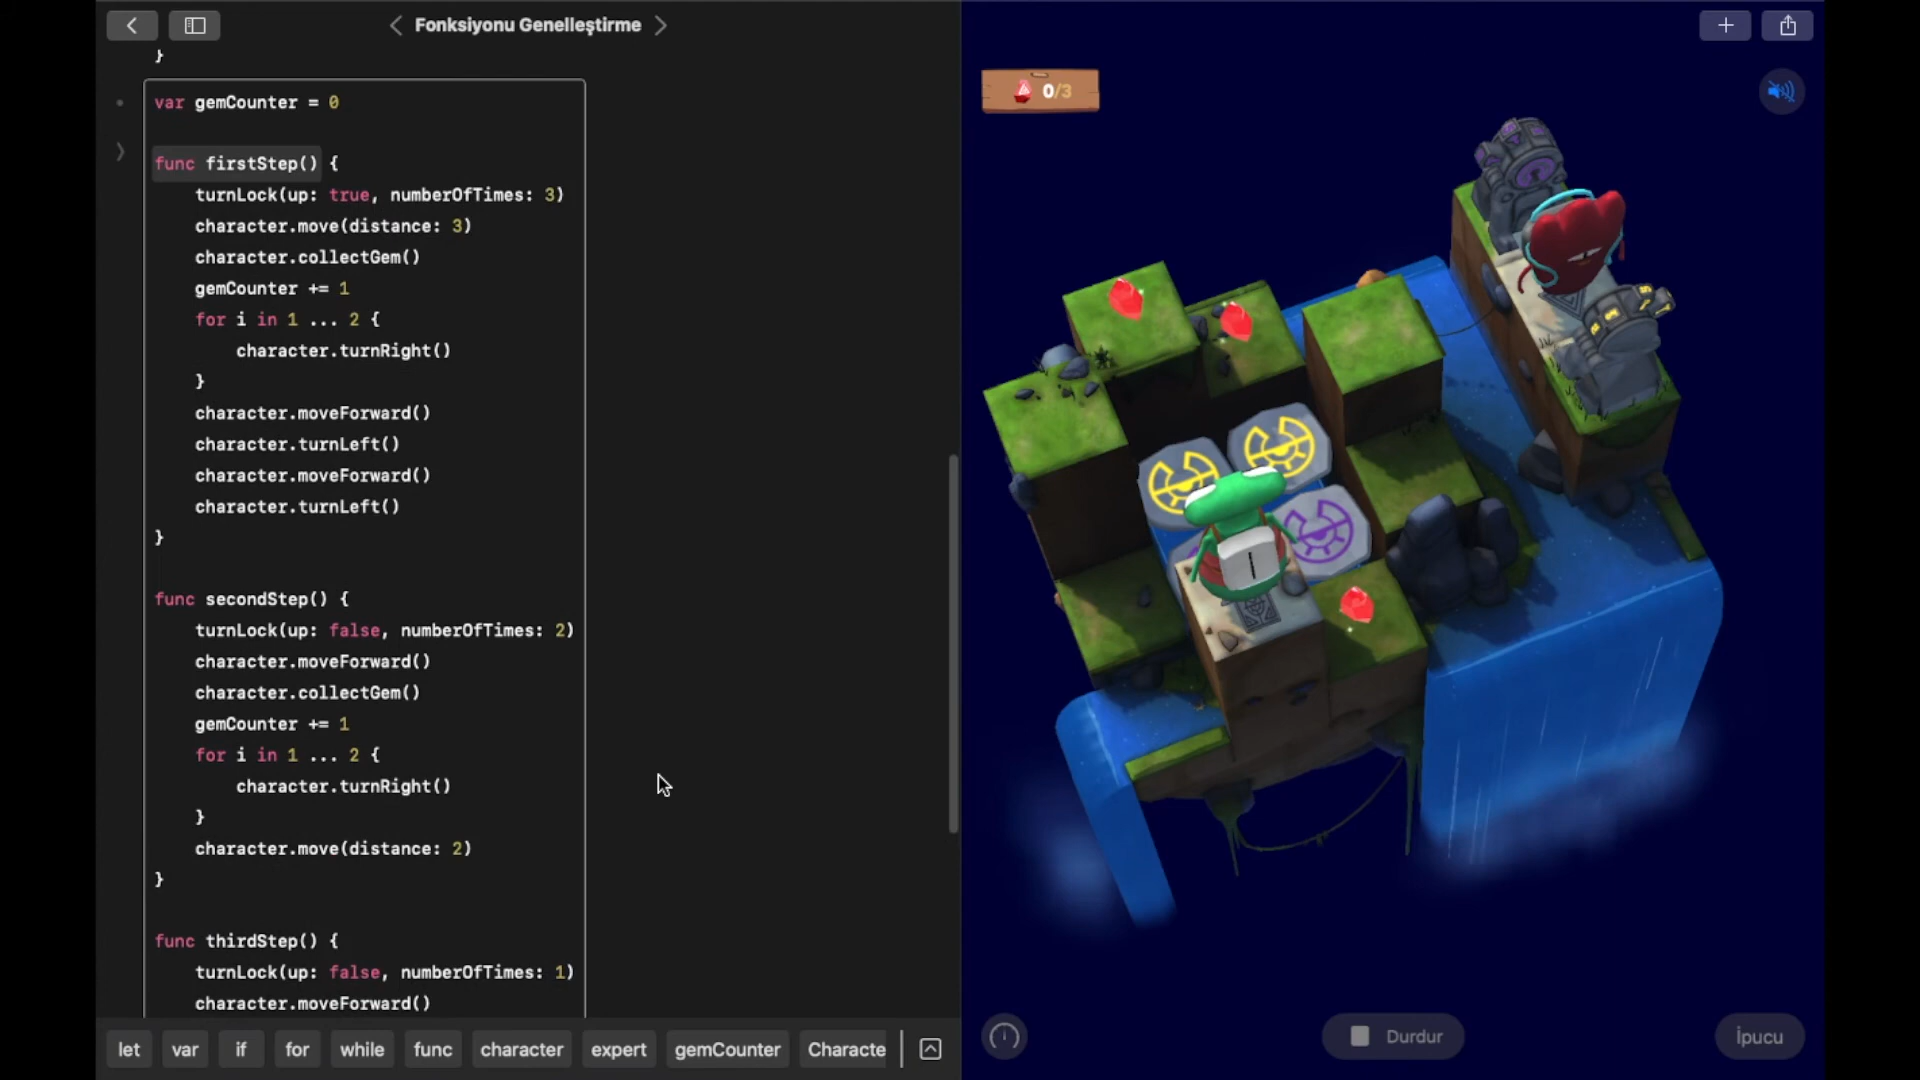 Fonksiyonu Genelleştirme
}
var gemCounter = 0
func firstStep() {
turnLock(up: true, numberOfTimes: 3)
character.move(distance: 3)
character.collectGem()
gemCounter += 1
for i in 1 ... 2 {
character.turnRight()
}
character.moveForward()
character.turnLeft()
character.moveForward()
character.turnLeft()
}
func secondStep() {
turnLock(up: false, numberOfTimes: 2)
character.moveForward()
character.collectGem()
gemCounter += 1
for i in 1 ... 2 {
character.turnRight()
}
character.move(distance: 2)
}
func thirdStep() {
turnLock(up: false, numberOfTimes: 1)
character.moveForward()
let var if for while func character expert gemCounter Characte
0/3
Durdur
İpucu